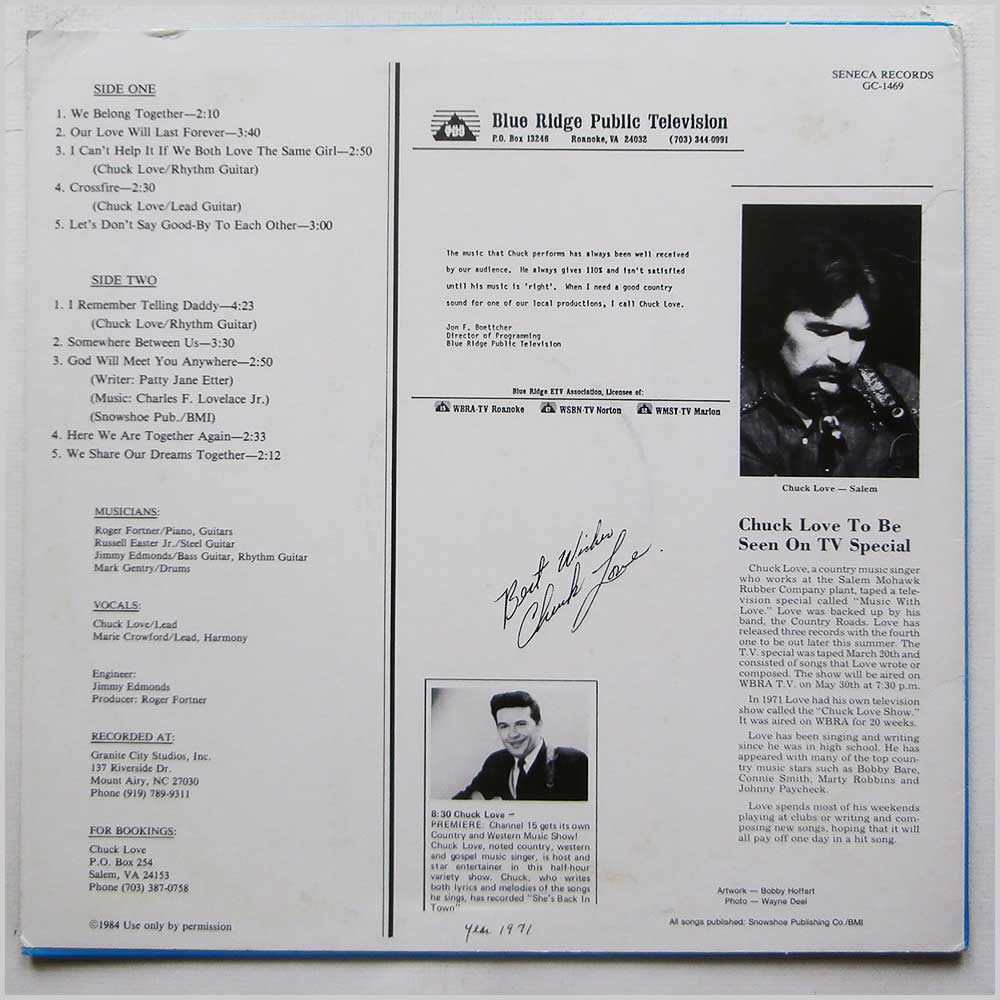 SIDE ONE
1. We Belong Together—2:10
2. Our Love Will Last Forever—3:40
3. I Can't Help It If We Both Love The Same Girl—2:50
(Chuck Love/Rhythm Guitar)
4. Crossfire—2:30
(Chuck Love/Lead Guitar)
5. Let's Don't Say Good-By To Each Other—3:00
SIDE TWO
1. I Remember Telling Daddy—4:23
(Chuck Love/Rhythm Guitar)
2. Somewhere Between Us—3:30
3. God Will Meet You Anywhere—2:50
(Writer: Patty Jane Etter)
(Music: Charles F. Lovelace Jr.)
(Snowshoe Pub./BMI)
4. Here We Are Together Again—2:33
5. We Share Our Dreams Together—2:12
MUSICIANS:
Roger Fortner/Piano, Guitars
Russell Easter Jr./Steel Guitar
Jimmy Edmonds/Bass Guitar, Rhythm Guitar
Mark Gentry/Drums
VOCALS:
Chuck Love/Lead
Marie Crowford/Lead, Harmony
Engineer:
Jimmy Edmonds
Producer: Roger Fortner
RECORDED AT:
Granite City Studios, Inc.
137 Riverside Dr.
Mount Airy, NC 27030
Phone (919) 789-9311
FOR BOOKINGS:
Chuck Love
P.O. Box 254
Salem, VA 24153
Phone (703) 387-0758
©1984 Use only by permission
PBS
Blue Ridge Public Television
P.O. Box 13246 Roanoke, VA 24032 (703) 344-0991
The music that Chuck performs has always been well received
by our audience. He always gives 110% and isn't satisfied
until his music is 'right'. When I need a good country
sound for one of our local productions, I call Chuck Love.
Jon F. Boettcher
Director of Programming
Blue Ridge Public Television
Blue Ridge ETV Association, Licensee of:
WBRA-TV Roanoke WSBN-TV Norton WMSY-TV Marion
Best Wishes
Chuck Love.
8:30 Chuck Love —
PREMIERE: Channel 15 gets its own
Country and Western Music Show!
Chuck Love, noted country, western
and gospel music singer, is host and
star entertainer in this half-hour
variety show. Chuck, who writes
both lyrics and melodies of the songs
he sings, has recorded "She's Back In
Town"
Year 1971
SENECA RECORDS
GC-1469
Chuck Love — Salem
Chuck Love To Be
Seen On TV Special
Chuck Love, a country music singer
who works at the Salem Mohawk
Rubber Company plant, taped a tele-
vision special called "Music With
Love." Love was backed up by his
band, the Country Roads. Love has
released three records with the fourth
one to be out later this summer. The
T.V. special was taped March 20th and
consisted of songs that Love wrote or
composed. The show will be aired on
WBRA T.V. on May 30th at 7:30 p.m.
In 1971 Love had his own television
show called the "Chuck Love Show."
It was aired on WBRA for 20 weeks.
Love has been singing and writing
since he was in high school. He has
appeared with many of the top coun-
try music stars such as Bobby Bare,
Connie Smith, Marty Robbins and
Johnny Paycheck.
Love spends most of his weekends
playing at clubs or writing and com-
posing new songs, hoping that it will
all pay off one day in a hit song.
Artwork — Bobby Hoffert
Photo — Wayne Deel
All songs published: Snowshoe Publishing Co./BMI